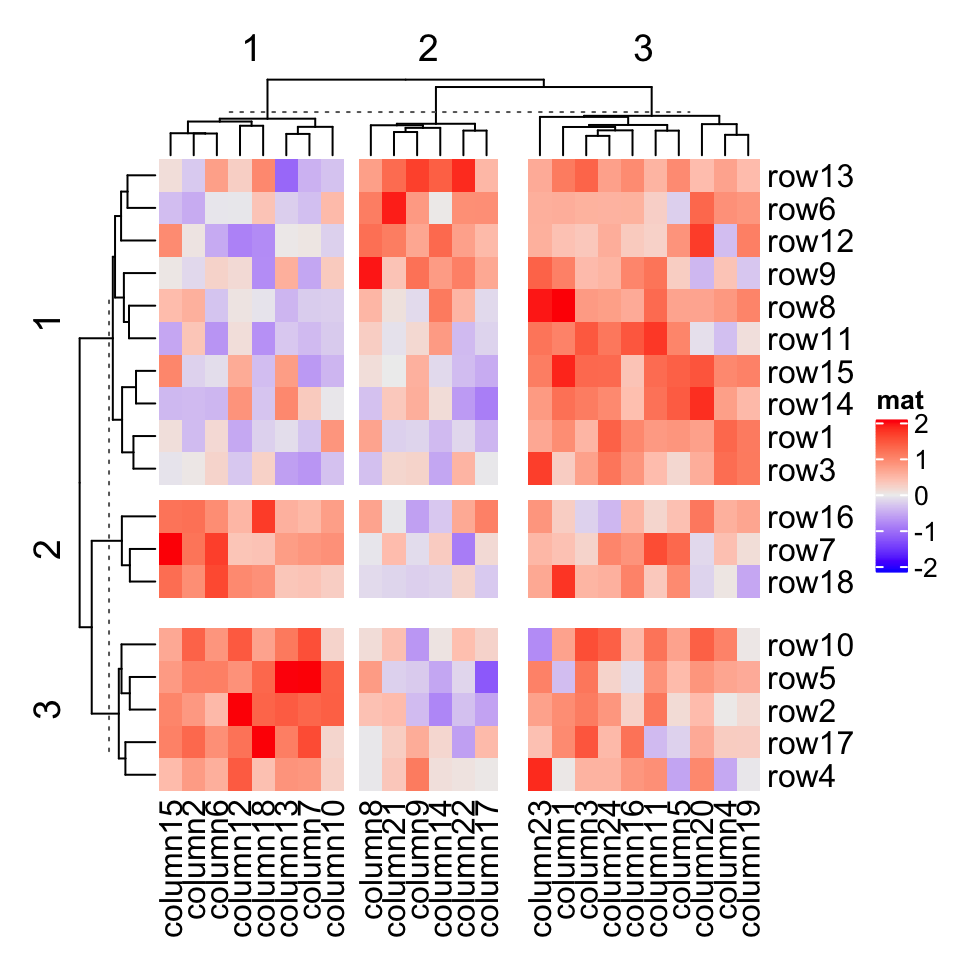 1 2 3
1
2
3
row13
row6
row12
row9
row8
row11
row15
row14
row1
row3
row16
row7
row18
row10
row5
row2
row17
row4
mat
2
1
0
-1
-2
column15
column2
column6
column12
column18
column13
column7
column10
column8
column21
column9
column14
column22
column17
column23
column1
column3
column24
column16
column11
column5
column20
column4
column19